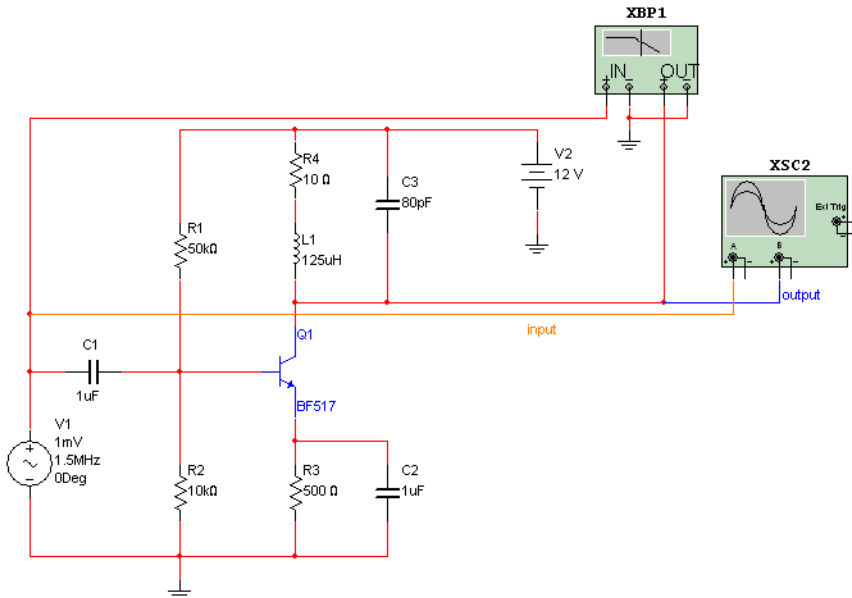 XBP1
IN
OUT
XSC2
Ext Trig
A
B
V2
12 V
R4
10 Ω
C3
80pF
R1
50kΩ
L1
125uH
output
input
Q1
C1
1uF
BF517
V1
1mV
1.5MHz
0Deg
R2
10kΩ
R3
500 Ω
C2
1uF